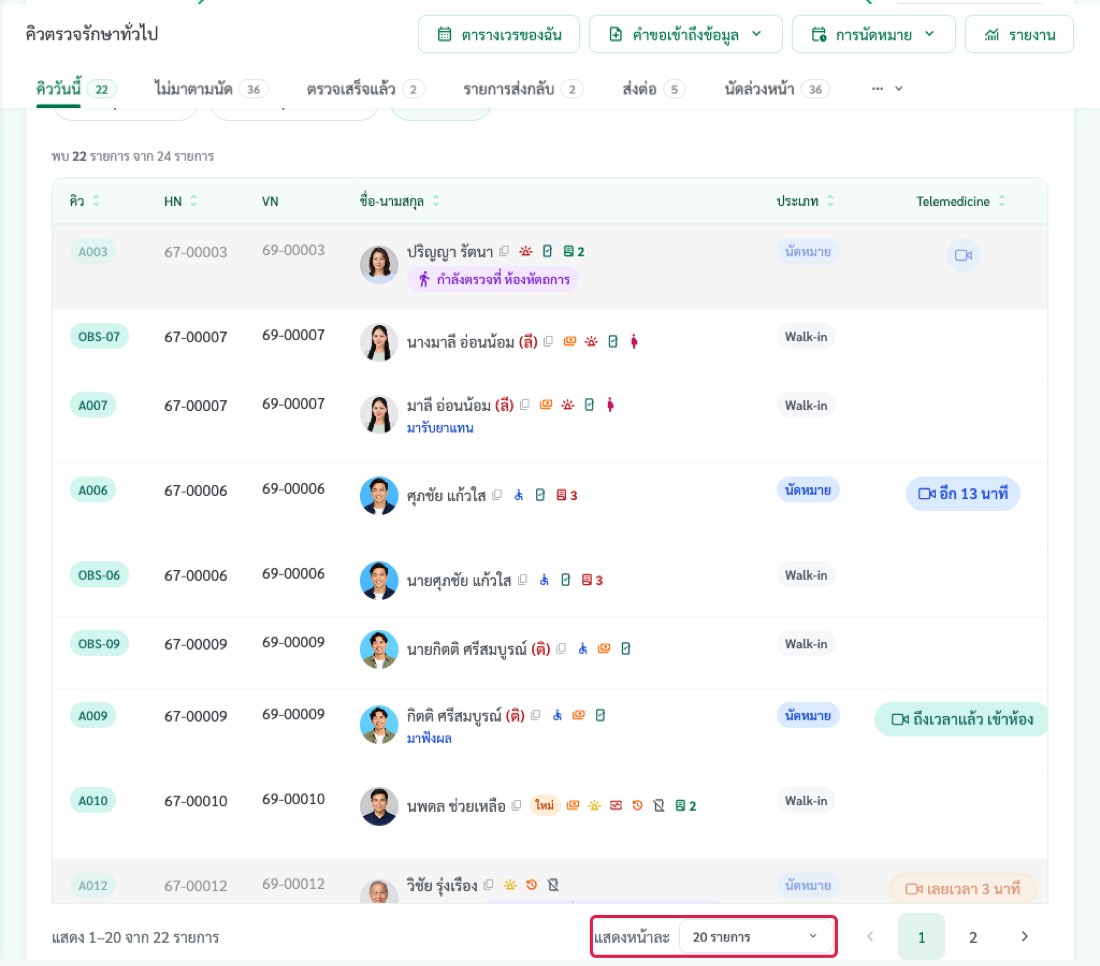 คิวตรวจรักษาทั่วไป
ตารางเวรของฉัน
คำขอเข้าถึงข้อมูล
การนัดหมาย
รายงาน
คิววันนี้ 22
ไม่มาตามนัด 36
ตรวจเสร็จแล้ว 2
รายการส่งกลับ 2
ส่งต่อ 5
นัดล่วงหน้า 36
...
พบ 22 รายการ จาก 24 รายการ
คิว HN VN ชื่อ-นามสกุล ประเภท Telemedicine
A003 67-00003 69-00003 ปริญญา รัตนา 2 นัดหมาย
กำลังตรวจที่ ห้องหัตถการ
OBS-07 67-00007 69-00007 นางมาลี อ่อนน้อม (ลี) Walk-in
A007 67-00007 69-00007 มาลี อ่อนน้อม (ลี) Walk-in
มารับยาแทน
A006 67-00006 69-00006 ศุภชัย แก้วใส 3 นัดหมาย อีก 13 นาที
OBS-06 67-00006 69-00006 นายศุภชัย แก้วใส 3 Walk-in
OBS-09 67-00009 69-00009 นายกิตติ ศรีสมบูรณ์ (ติ) Walk-in
A009 67-00009 69-00009 กิตติ ศรีสมบูรณ์ (ติ) นัดหมาย ถึงเวลาแล้ว เข้าห้อง
มาฟังผล
A010 67-00010 69-00010 นพดล ช่วยเหลือ ใหม่ 2 Walk-in
A012 67-00012 69-00012 วิชัย รุ่งเรือง นัดหมาย เลยเวลา 3 นาที
แสดง 1–20 จาก 22 รายการ
แสดงหน้าละ 20 รายการ
1 2